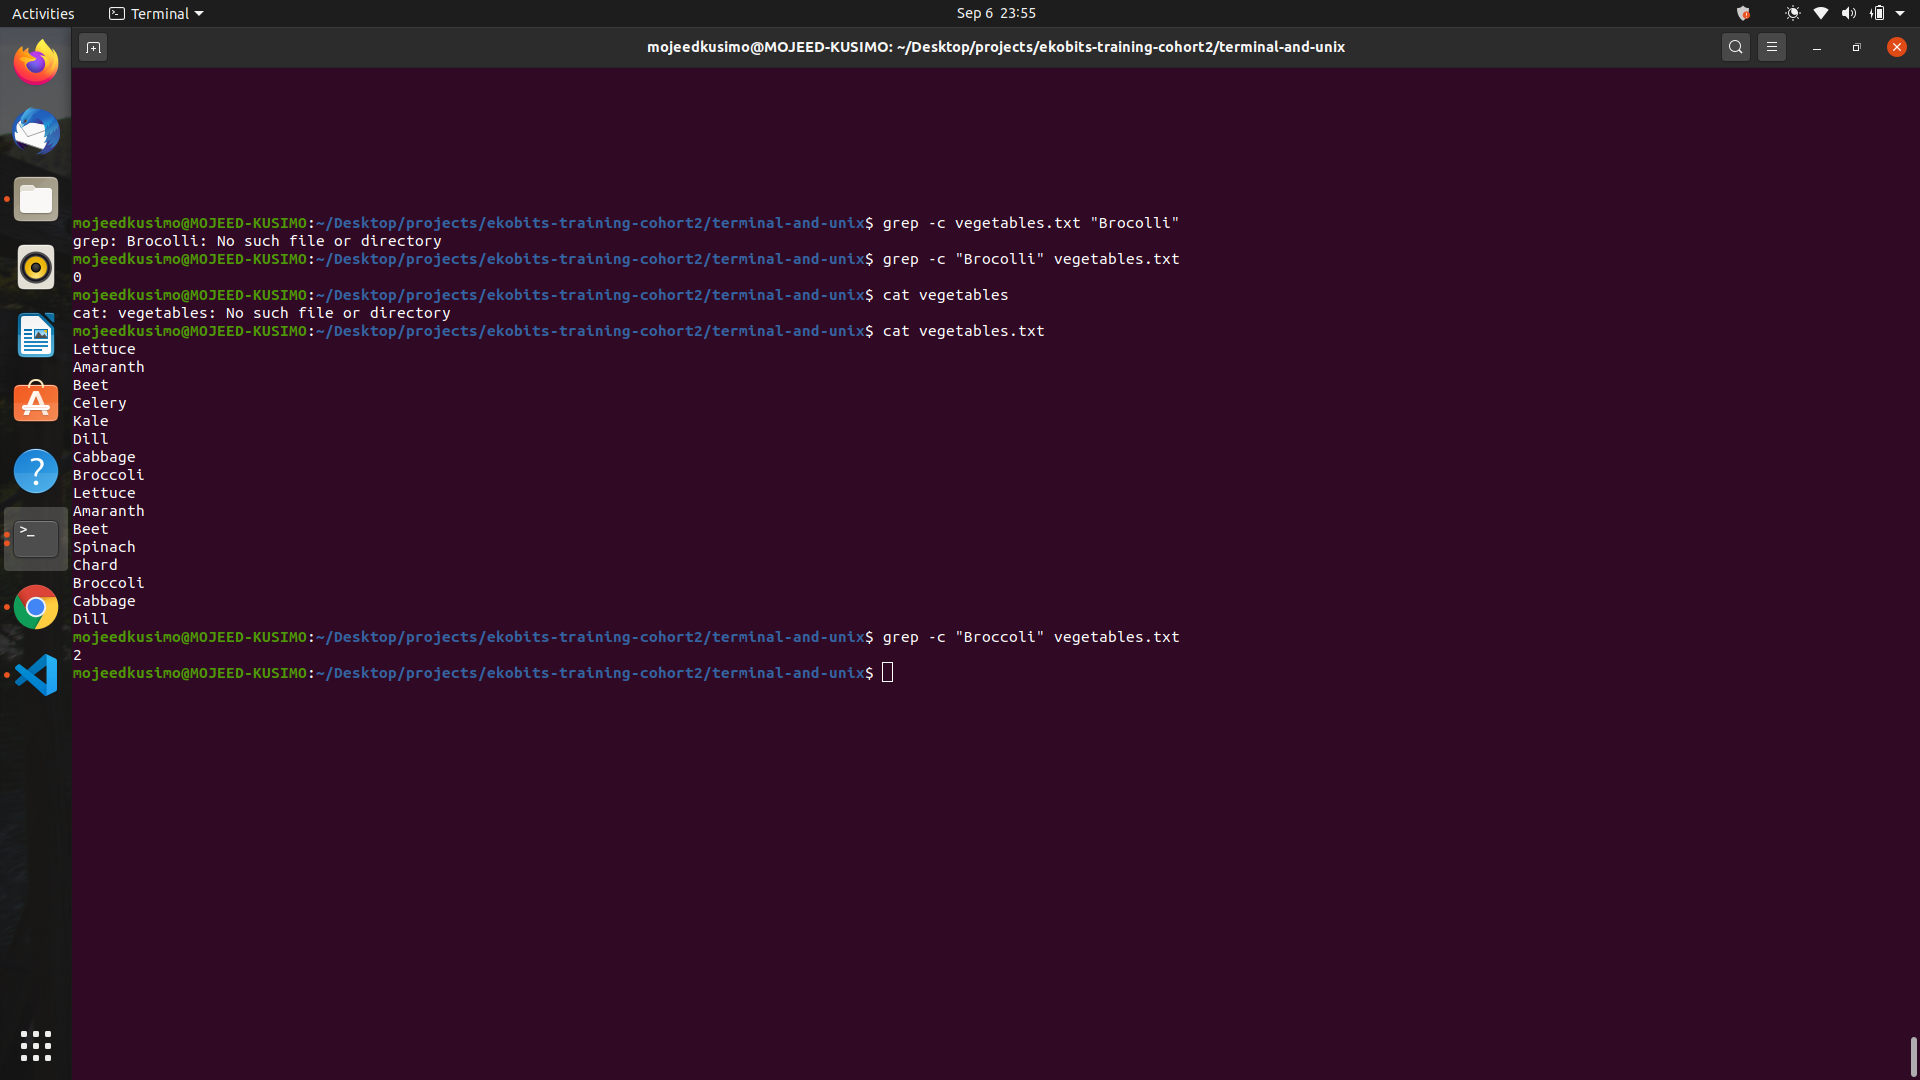 Activities
Terminal
Sep 6 23:55
mojeedkusimo@MOJEED-KUSIMO: ~/Desktop/projects/ekobits-training-cohort2/terminal-and-unix
mojeedkusimo@MOJEED-KUSIMO:~/Desktop/projects/ekobits-training-cohort2/terminal-and-unix$ grep -c vegetables.txt "Brocolli"
grep: Brocolli: No such file or directory
mojeedkusimo@MOJEED-KUSIMO:~/Desktop/projects/ekobits-training-cohort2/terminal-and-unix$ grep -c "Brocolli" vegetables.txt
0
mojeedkusimo@MOJEED-KUSIMO:~/Desktop/projects/ekobits-training-cohort2/terminal-and-unix$ cat vegetables
cat: vegetables: No such file or directory
mojeedkusimo@MOJEED-KUSIMO:~/Desktop/projects/ekobits-training-cohort2/terminal-and-unix$ cat vegetables.txt
Lettuce
Amaranth
Beet
Celery
Kale
Dill
Cabbage
Broccoli
Lettuce
Amaranth
Beet
Spinach
Chard
Broccoli
Cabbage
Dill
mojeedkusimo@MOJEED-KUSIMO:~/Desktop/projects/ekobits-training-cohort2/terminal-and-unix$ grep -c "Broccoli" vegetables.txt
2
mojeedkusimo@MOJEED-KUSIMO:~/Desktop/projects/ekobits-training-cohort2/terminal-and-unix$